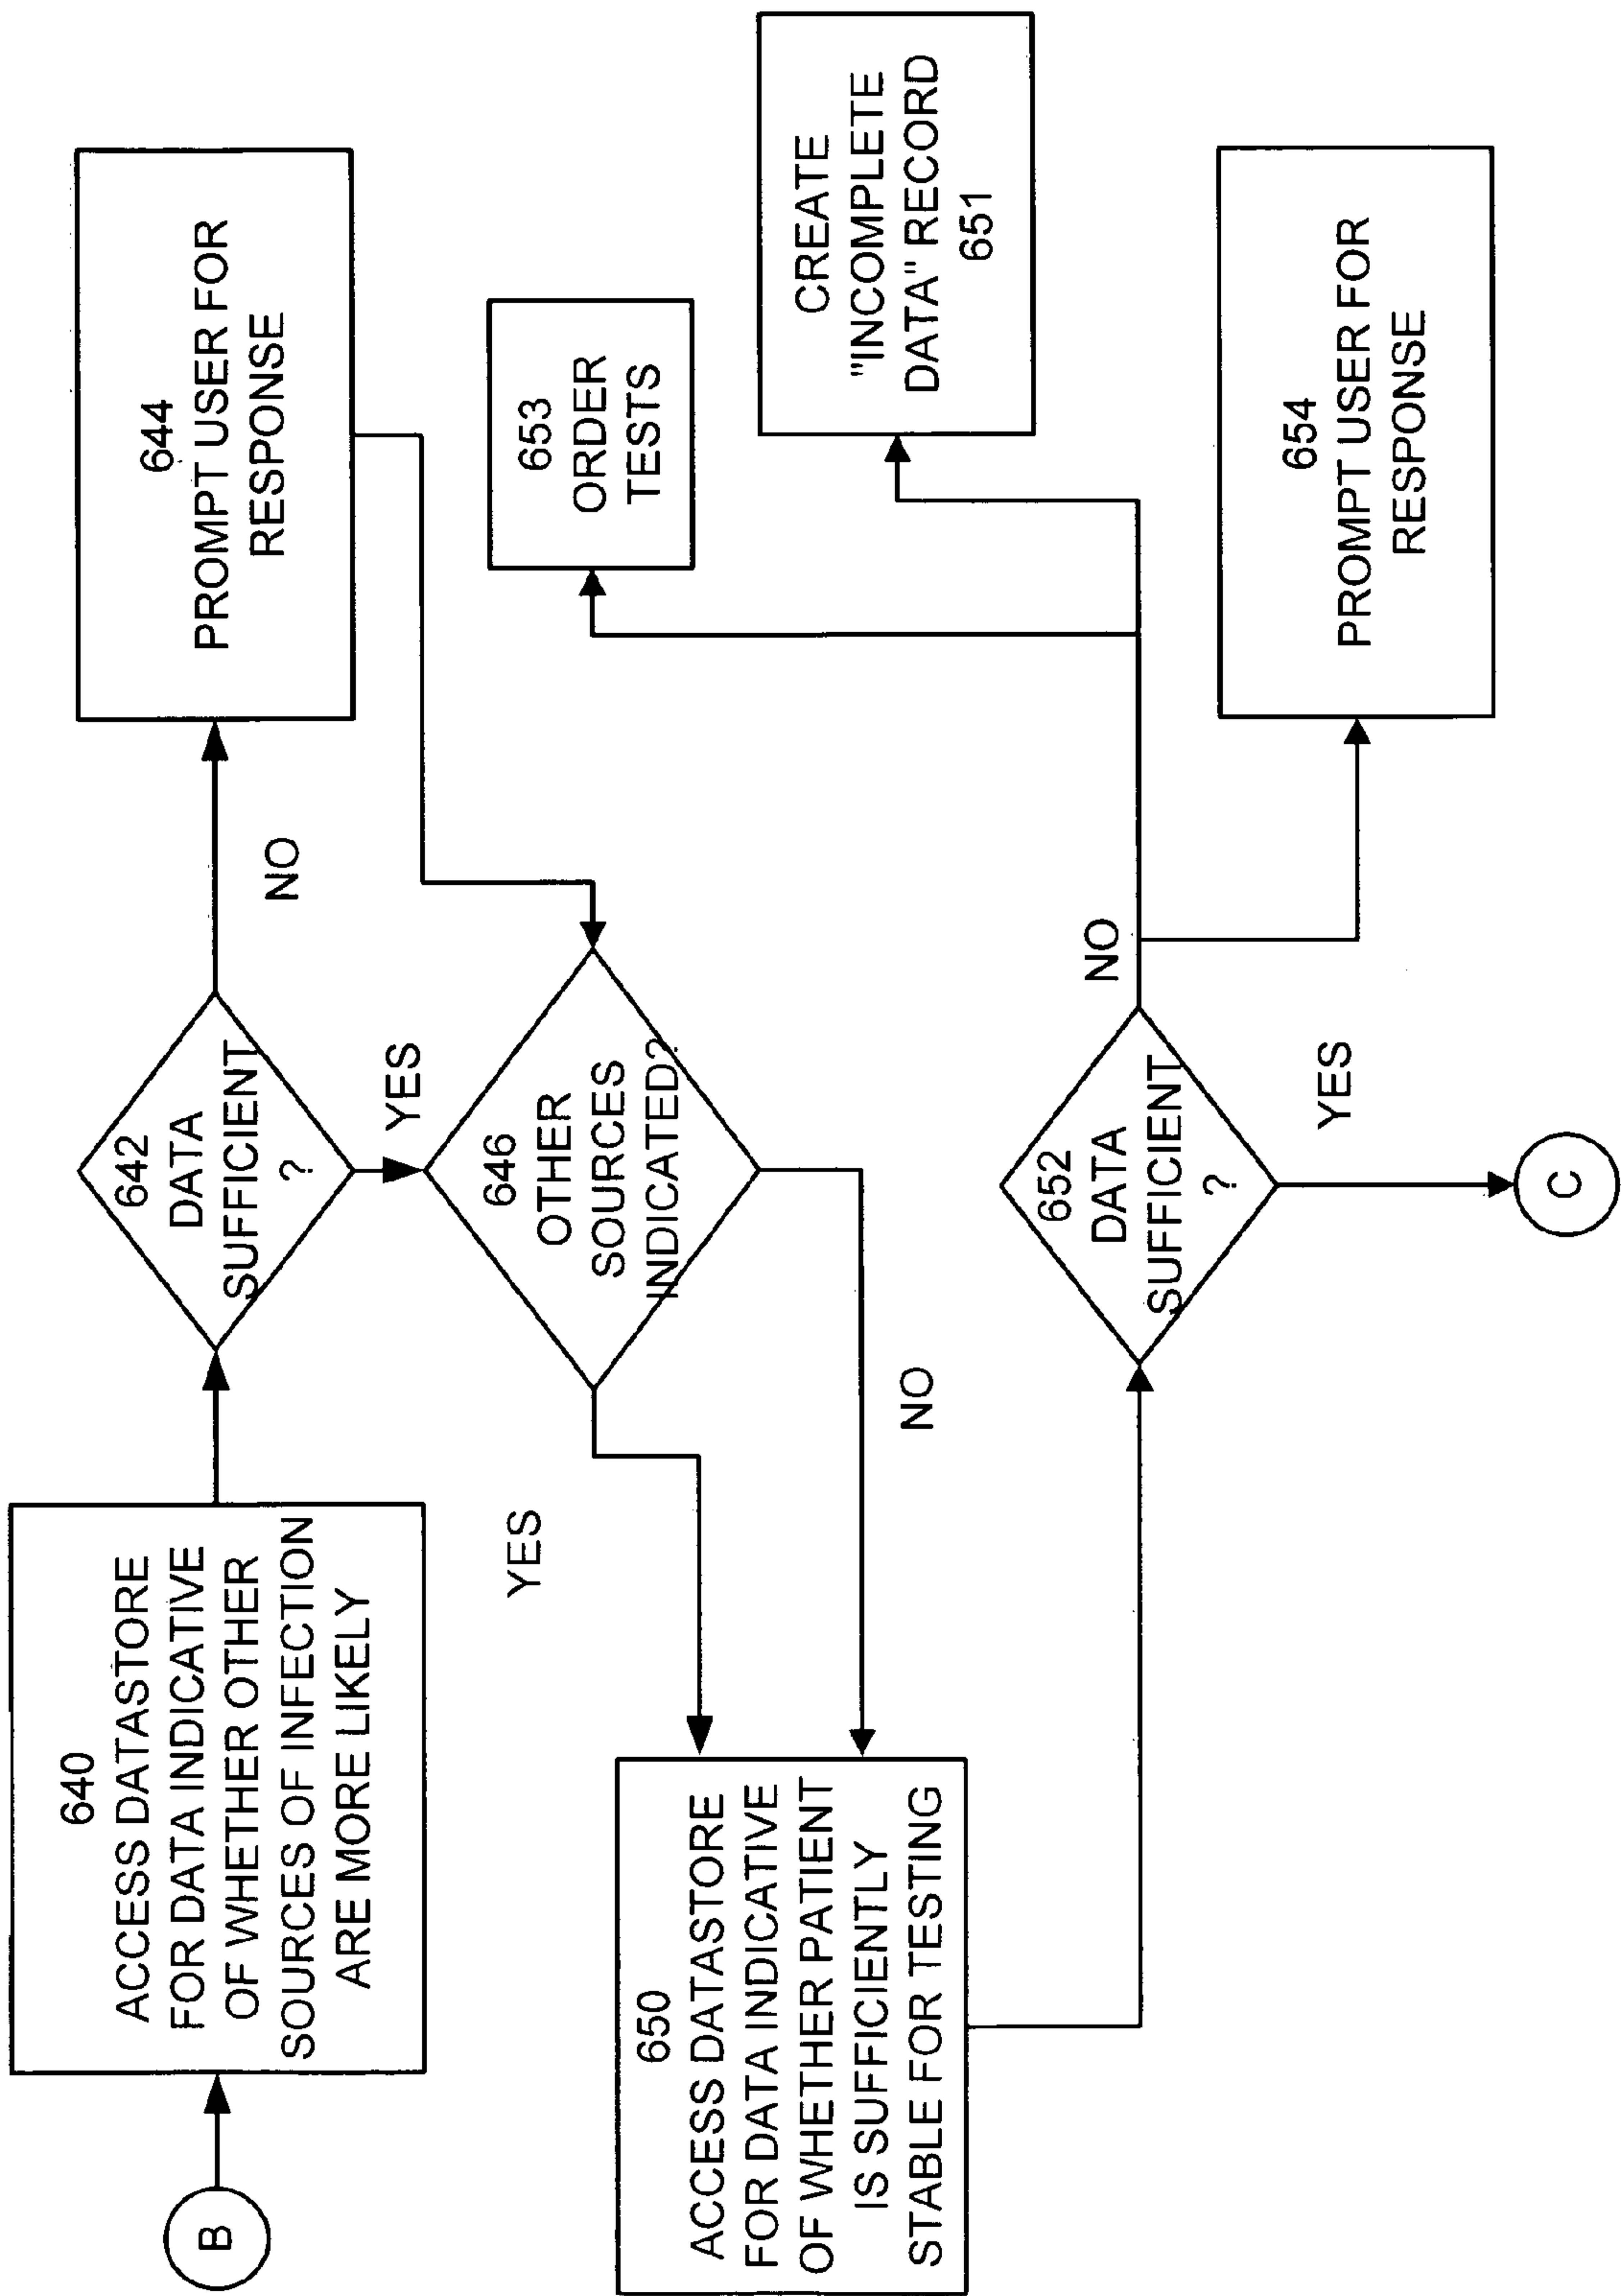 B
640
ACCESS DATASTORE
FOR DATA INDICATIVE
OF WHETHER OTHER
SOURCES OF INFECTION
ARE MORE LIKELY
642
DATA
SUFFICIENT
?
NO
644
PROMPT USER FOR
RESPONSE
YES
646
OTHER
SOURCES
INDICATED?
YES
NO
650
ACCESS DATASTORE
FOR DATA INDICATIVE
OF WHETHER PATIENT
IS SUFFICIENTLY
STABLE FOR TESTING
652
DATA
SUFFICIENT
?
NO
653
ORDER
TESTS
CREATE
"INCOMPLETE
DATA" RECORD
651
654
PROMPT USER FOR
RESPONSE
YES
C